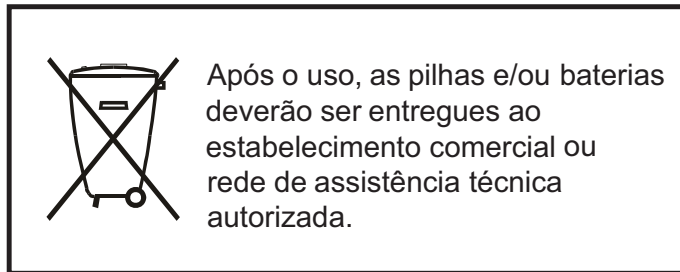 Após o uso, as pilhas e/ou baterias
deverão ser entregues ao
estabelecimento comercial ou
rede de assistência técnica
autorizada.